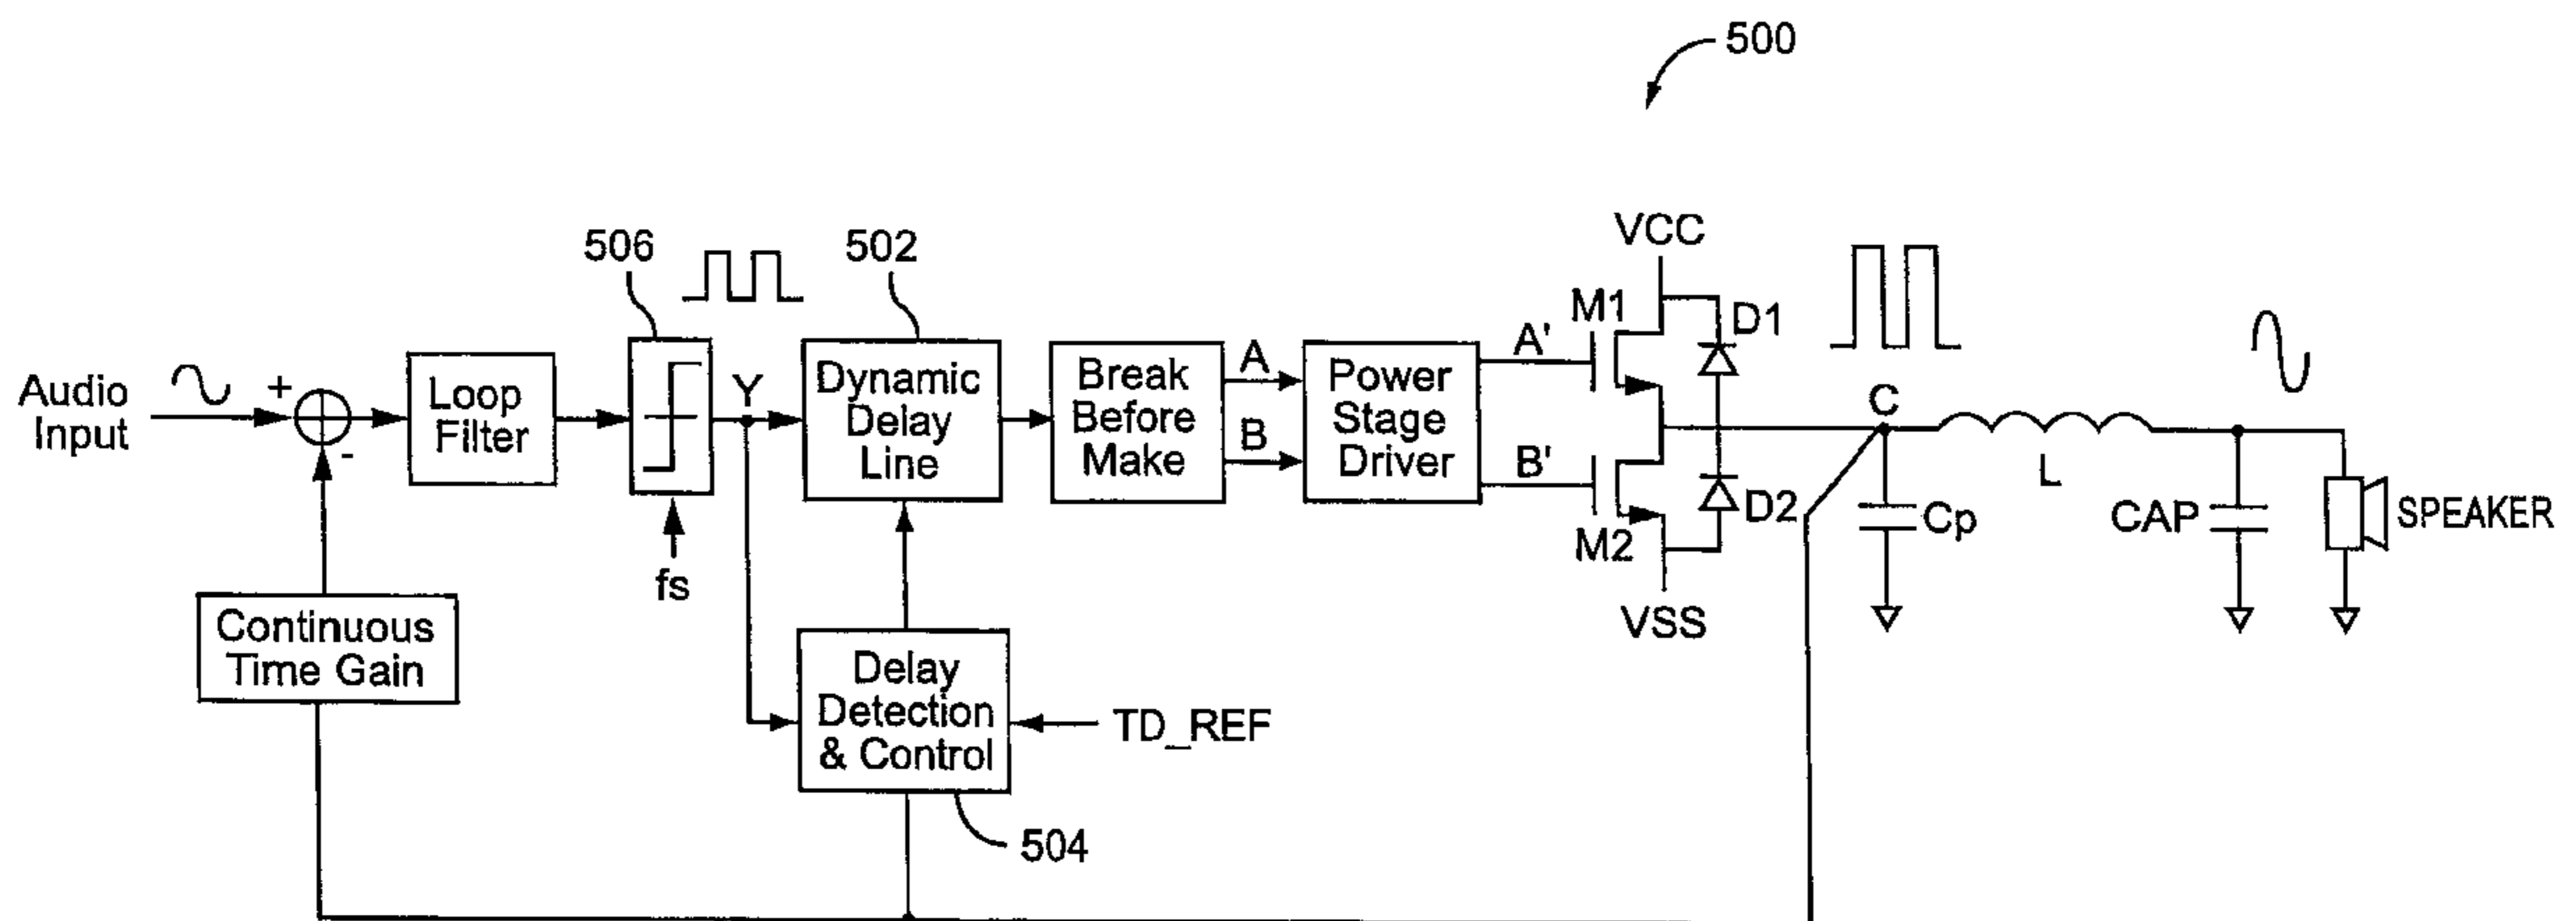 500
506
502
VCC
M1
D1
A'
C
Audio
Input
+
-
Loop
Filter
Y
Dynamic
Delay
Line
Break
Before
Make
A
B
Power
Stage
Driver
B'
M2
D2
VSS
Cp
L
CAP
SPEAKER
fs
Continuous
Time Gain
Delay
Detection
& Control
TD_REF
504